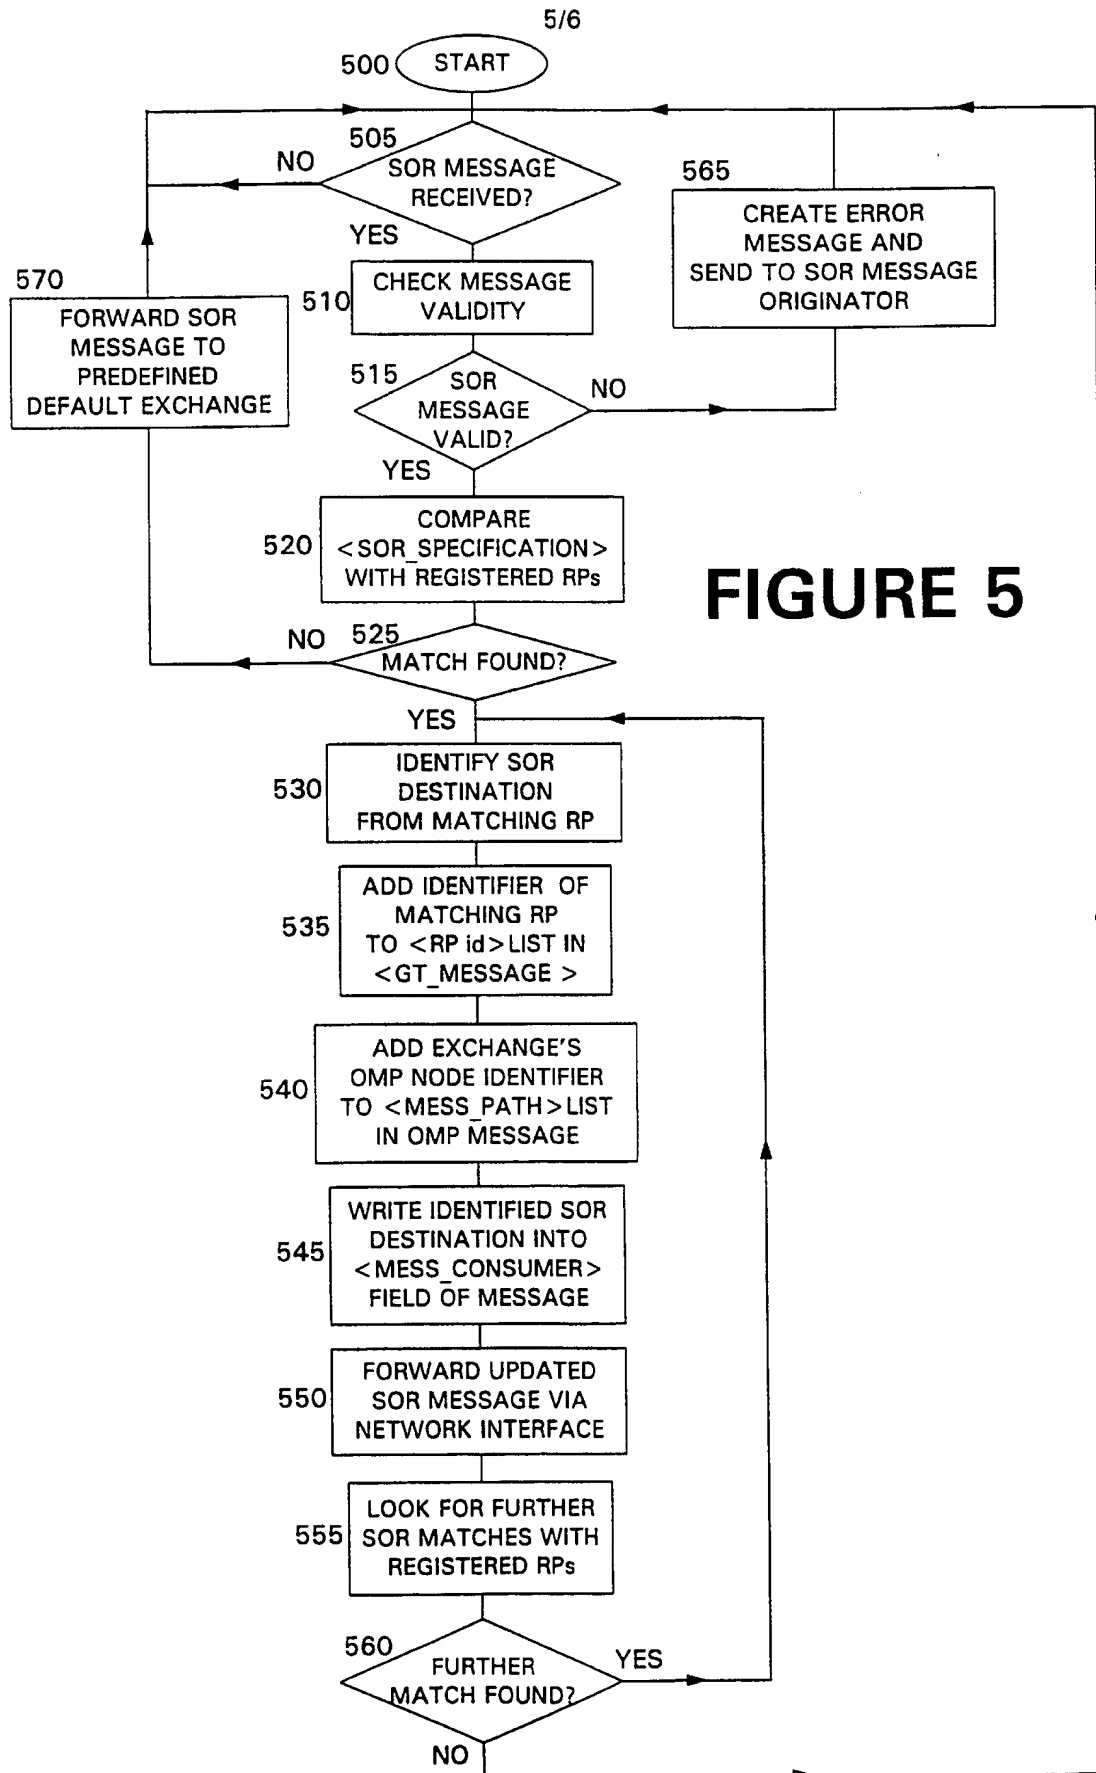 5/6
500
START
505
NO
SOR MESSAGE
RECEIVED?
YES
565
CREATE ERROR
MESSAGE AND
SEND TO SOR MESSAGE
ORIGINATOR
570
FORWARD SOR
MESSAGE TO
PREDEFINED
DEFAULT EXCHANGE
510
CHECK MESSAGE
VALIDITY
515
SOR
MESSAGE
VALID?
NO
YES
520
COMPARE
<SOR_SPECIFICATION>
WITH REGISTERED RPs
FIGURE 5
NO
525
MATCH FOUND?
YES
530
IDENTIFY SOR
DESTINATION
FROM MATCHING RP
535
ADD IDENTIFIER OF
MATCHING RP
TO <RP id> LIST IN
<GT_MESSAGE >
540
ADD EXCHANGE'S
OMP NODE IDENTIFIER
TO <MESS_PATH> LIST
IN OMP MESSAGE
545
WRITE IDENTIFIED SOR
DESTINATION INTO
<MESS_CONSUMER>
FIELD OF MESSAGE
550
FORWARD UPDATED
SOR MESSAGE VIA
NETWORK INTERFACE
555
LOOK FOR FURTHER
SOR MATCHES WITH
REGISTERED RPs
560
FURTHER
MATCH FOUND?
YES
NO